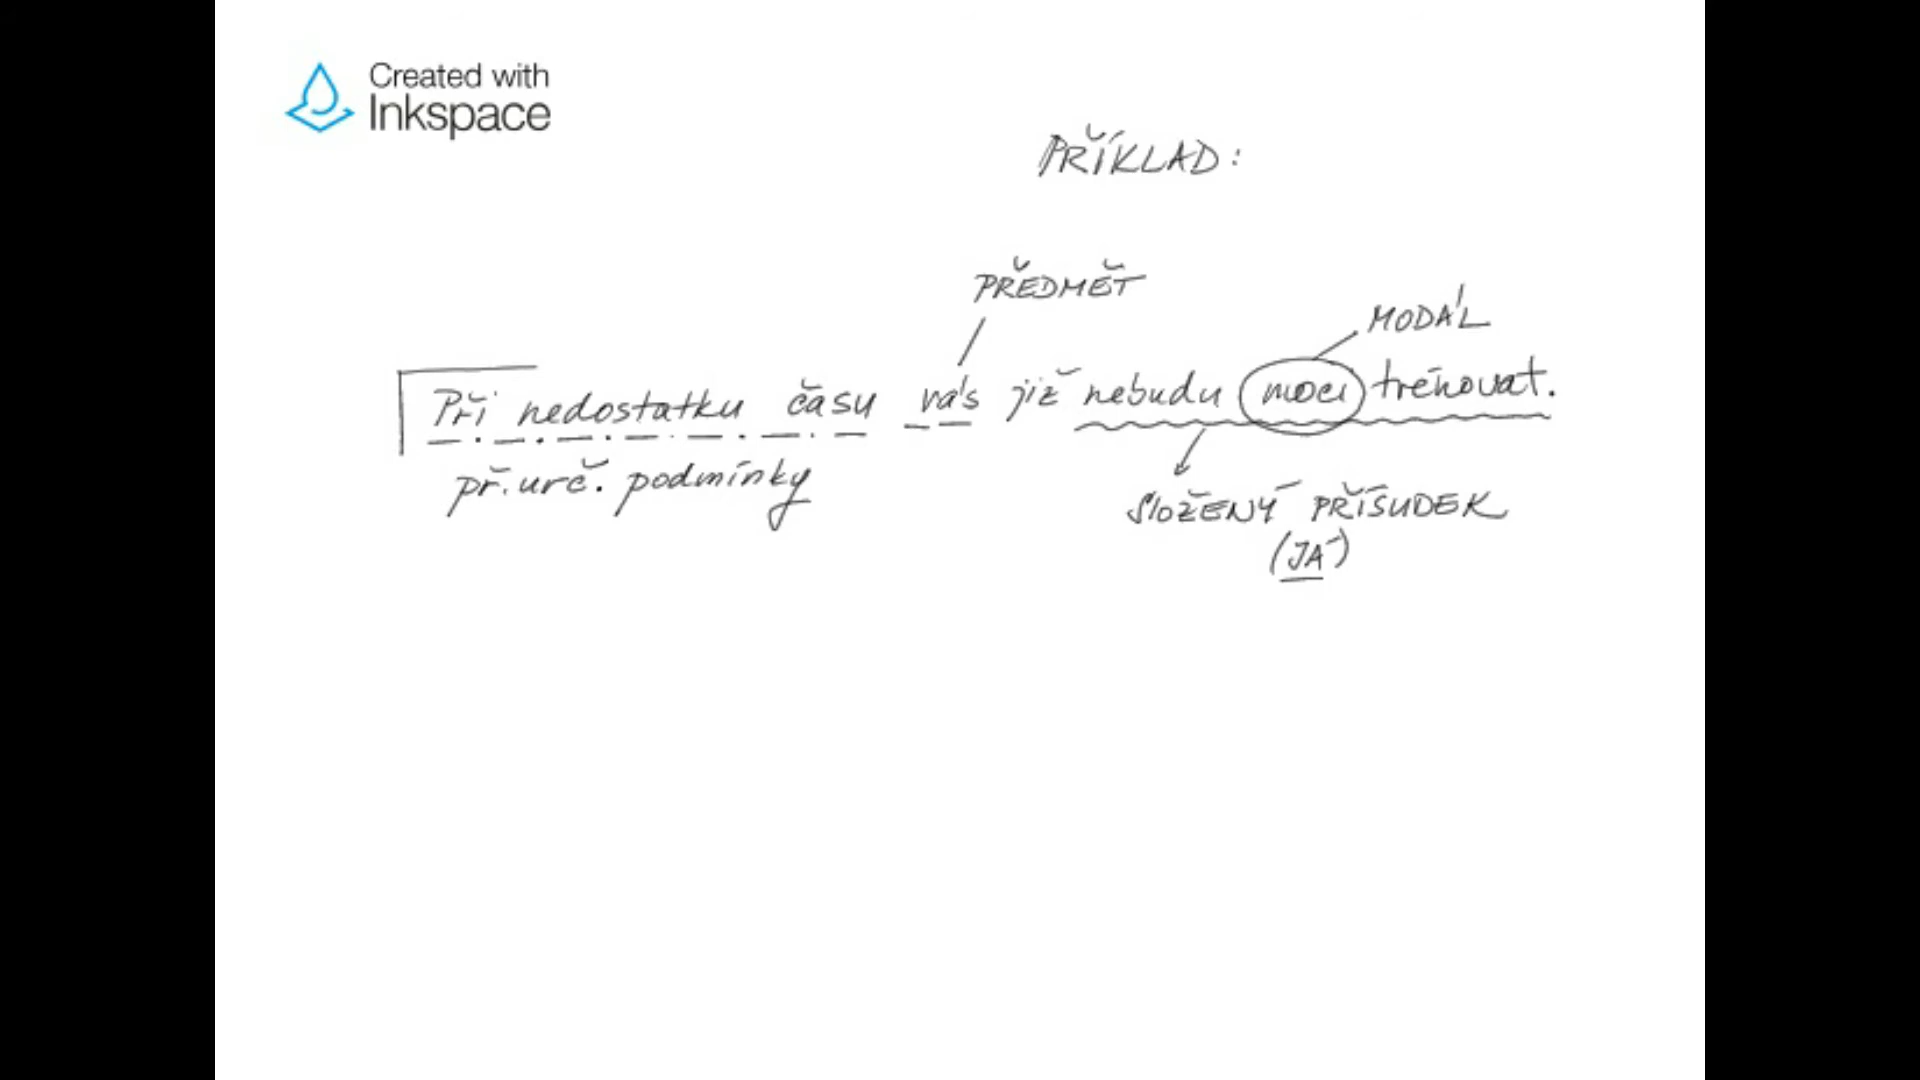 Created with
Inkspace
PŘÍKLAD:
PŘEDMĚT
MODÁL
Při nedostatku času vás již nebudu moci trénovat.
př. urč. podmínky
SLOŽENÝ PŘÍSUDEK
(JÁ)